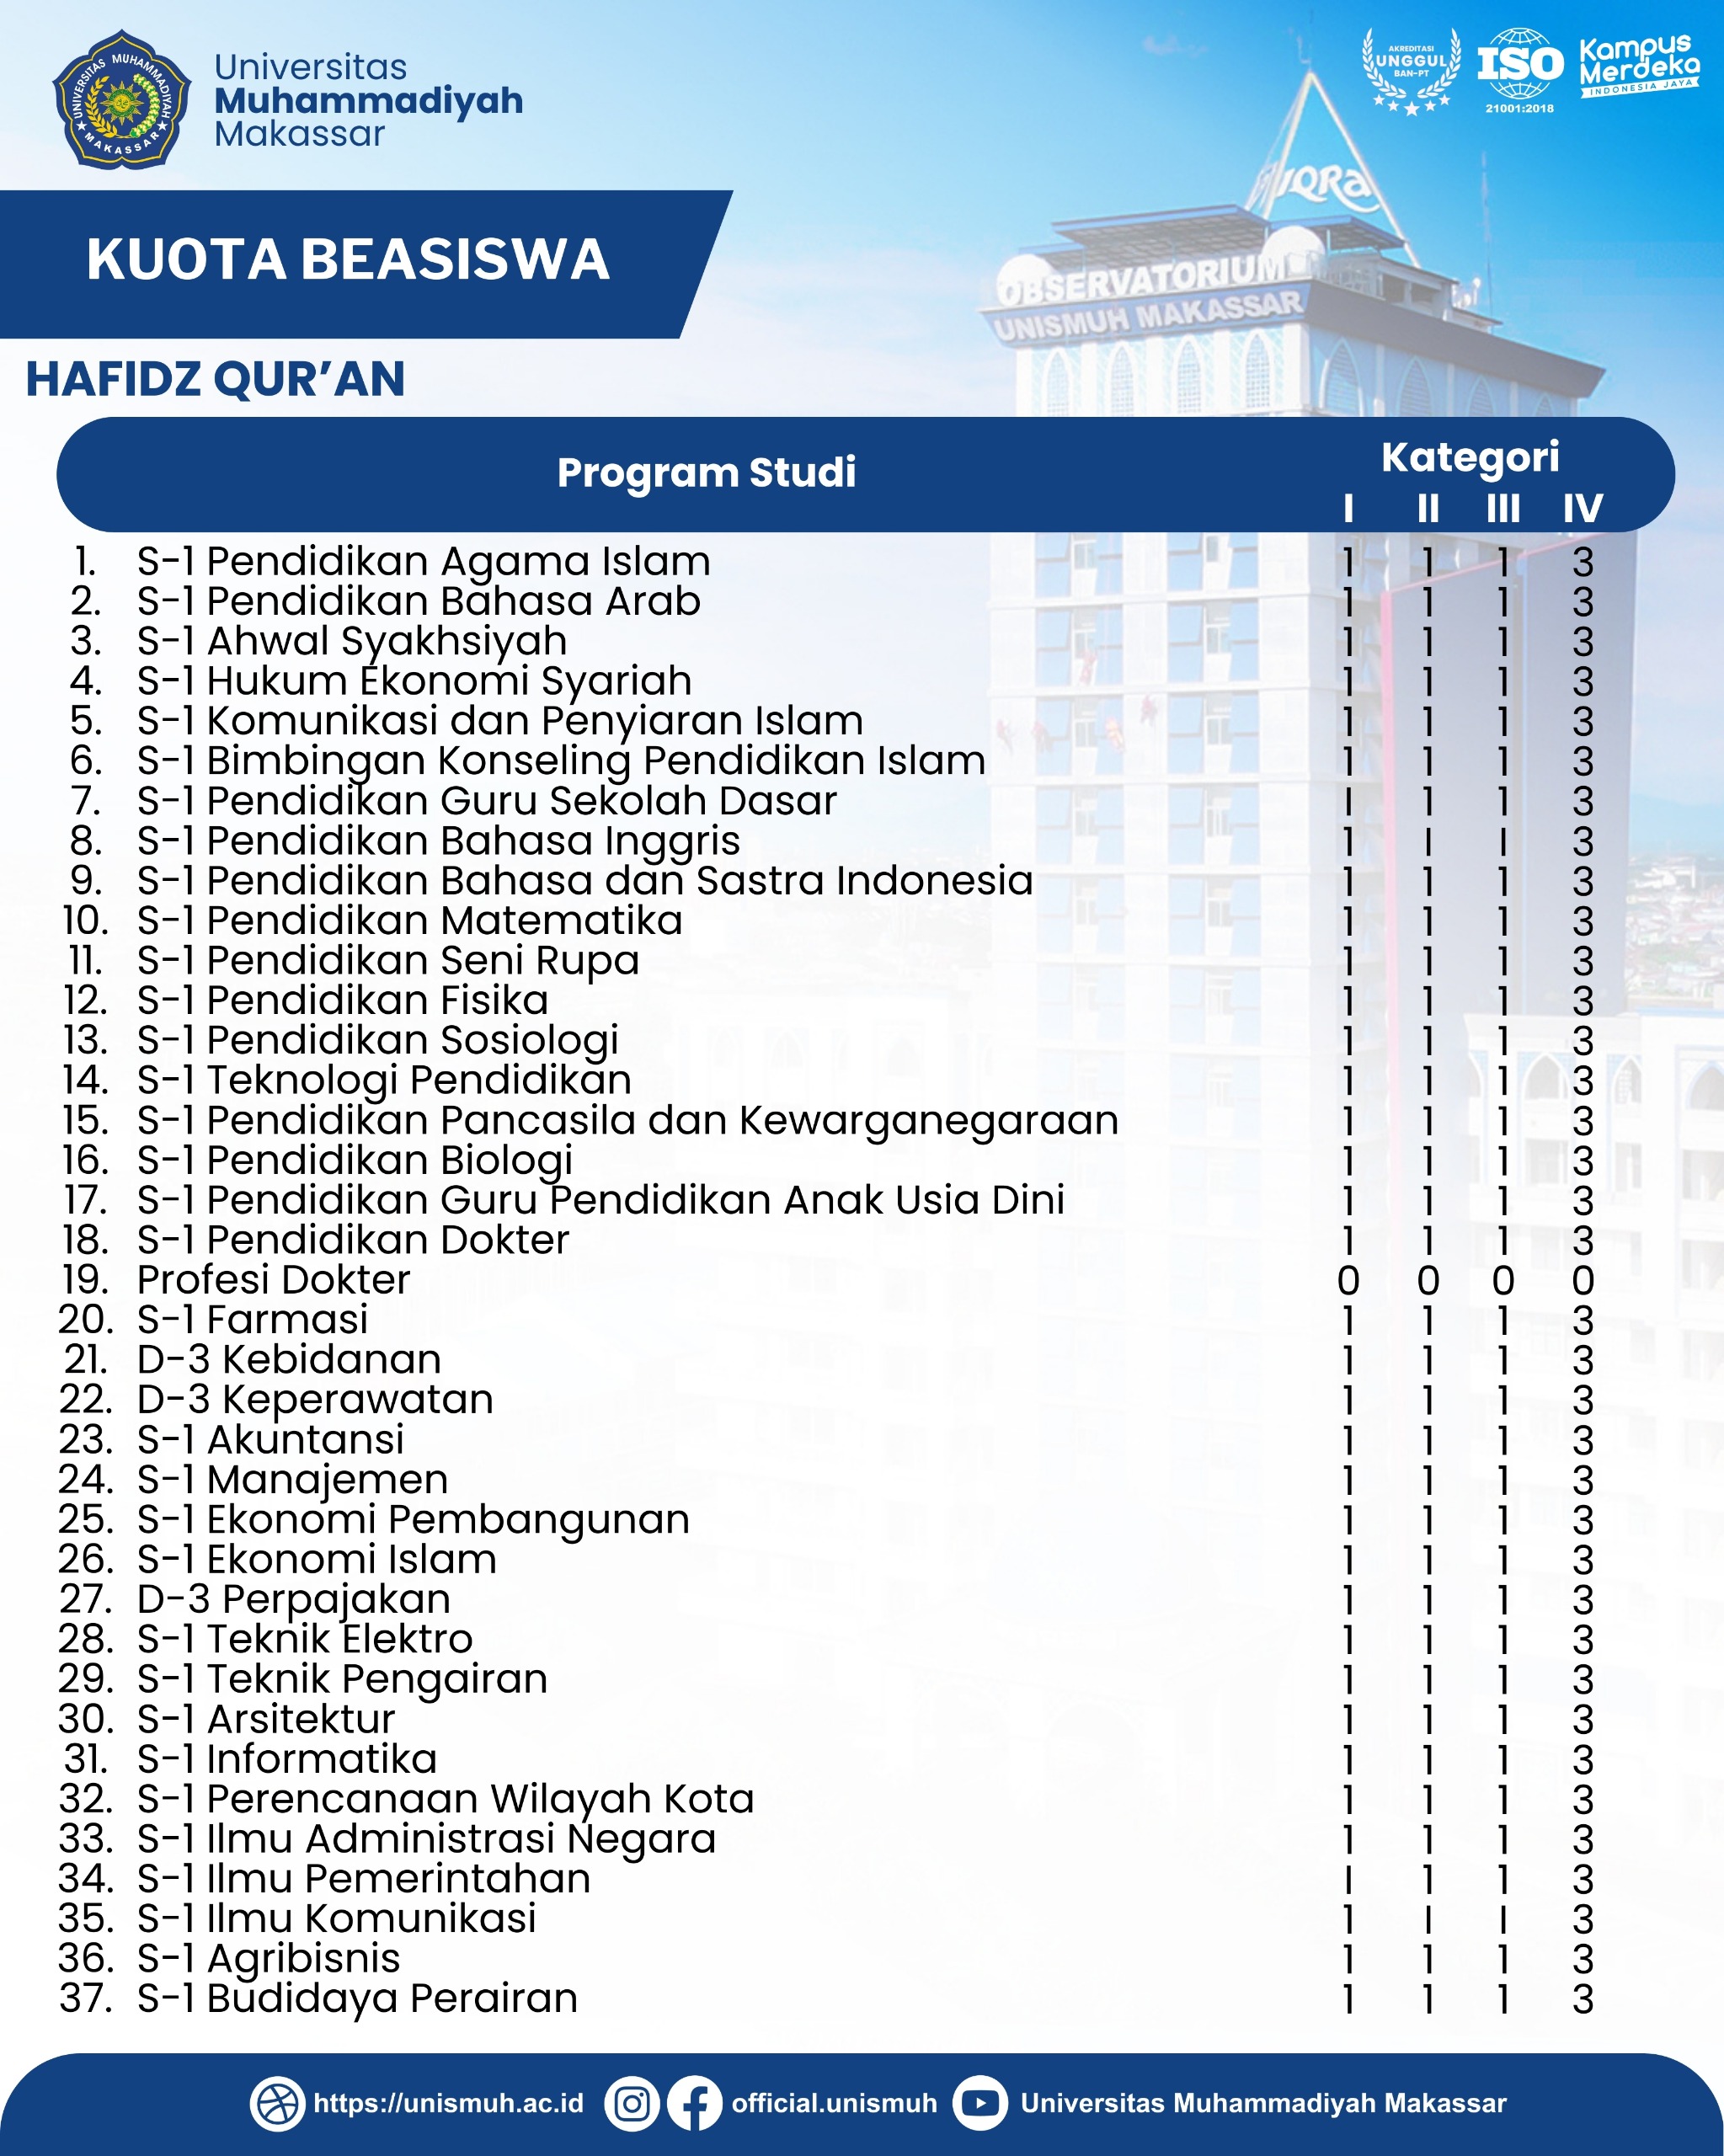 UNIVERSITAS MUHAMMADIYAH
MAKASSAR
Universitas
Muhammadiyah
Makassar
AKREDITASI
UNGGUL
BAN-PT
ISO
21001:2018
Kampus
Merdeka
INDONESIA JAYA
IQRa
OBSERVATORIUM
UNISMUH MAKASSAR
KUOTA BEASISWA
HAFIDZ QUR’AN
Program Studi Kategori
I II III IV
1. S-1 Pendidikan Agama Islam 1 1 1 3
2. S-1 Pendidikan Bahasa Arab 1 1 1 3
3. S-1 Ahwal Syakhsiyah 1 1 1 3
4. S-1 Hukum Ekonomi Syariah 1 1 1 3
5. S-1 Komunikasi dan Penyiaran Islam 1 1 1 3
6. S-1 Bimbingan Konseling Pendidikan Islam 1 1 1 3
7. S-1 Pendidikan Guru Sekolah Dasar I 1 1 3
8. S-1 Pendidikan Bahasa Inggris 1 I I 3
9. S-1 Pendidikan Bahasa dan Sastra Indonesia 1 1 1 3
10. S-1 Pendidikan Matematika 1 1 1 3
11. S-1 Pendidikan Seni Rupa 1 1 1 3
12. S-1 Pendidikan Fisika 1 1 1 3
13. S-1 Pendidikan Sosiologi 1 1 1 3
14. S-1 Teknologi Pendidikan 1 1 1 3
15. S-1 Pendidikan Pancasila dan Kewarganegaraan 1 1 1 3
16. S-1 Pendidikan Biologi 1 1 1 3
17. S-1 Pendidikan Guru Pendidikan Anak Usia Dini 1 1 1 3
18. S-1 Pendidikan Dokter 1 1 1 3
19. Profesi Dokter 0 0 0 0
20. S-1 Farmasi 1 1 1 3
21. D-3 Kebidanan 1 1 1 3
22. D-3 Keperawatan 1 1 1 3
23. S-1 Akuntansi 1 1 1 3
24. S-1 Manajemen 1 1 1 3
25. S-1 Ekonomi Pembangunan 1 1 1 3
26. S-1 Ekonomi Islam 1 1 1 3
27. D-3 Perpajakan 1 1 1 3
28. S-1 Teknik Elektro 1 1 1 3
29. S-1 Teknik Pengairan 1 1 1 3
30. S-1 Arsitektur 1 1 1 3
31. S-1 Informatika 1 1 1 3
32. S-1 Perencanaan Wilayah Kota 1 1 1 3
33. S-1 Ilmu Administrasi Negara 1 1 1 3
34. S-1 Ilmu Pemerintahan I 1 1 3
35. S-1 Ilmu Komunikasi 1 I I 3
36. S-1 Agribisnis 1 1 1 3
37. S-1 Budidaya Perairan 1 1 1 3
https://unismuh.ac.id official.unismuh Universitas Muhammadiyah Makassar